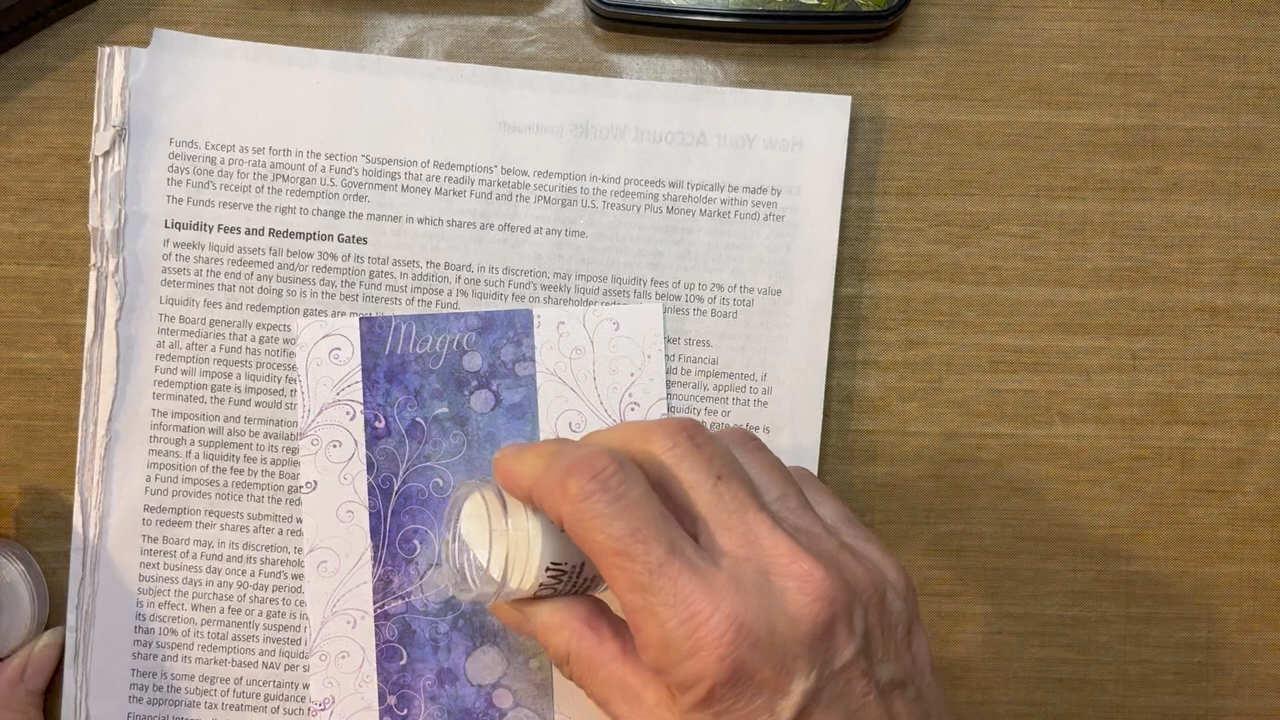 How Your Account Works (continued)
Funds. Except as set forth in the section "Suspension of Redemptions" below, redemption in-kind proceeds will typically be made by
delivering a pro-rata amount of a Fund's holdings that are readily marketable securities to the redeeming shareholder within seven
days (one day for the JPMorgan U.S. Government Money Market Fund and the JPMorgan U.S. Treasury Plus Money Market Fund) after
the Fund's receipt of the redemption order.
The Funds reserve the right to change the manner in which shares are offered at any time.
Liquidity Fees and Redemption Gates
If weekly liquid assets fall below 30% of its total assets, the Board, in its discretion, may impose liquidity fees of up to 2% of the value
of the shares redeemed and/or redemption gates. In addition, if one such Fund's weekly liquid assets falls below 10% of its total
assets at the end of any business day, the Fund must impose a 1% liquidity fee on shareholder unless the Board
determines that not doing so is in the best interests of the Fund.
Liquidity fees and redemption gates are ket stress.
The Board generally expects nd Financial
intermediaries that a gate wo uld be implemented, if
at all, after a Fund has notifie generally, applied to all
redemption requests processe nnouncement that the
Fund will impose a liquidity fee iquidity fee or
redemption gate is imposed, th gate or fee is
terminated, the Fund would str
The imposition and termination
information will also be availabl
through a supplement to its regi
means. If a liquidity fee is applie
imposition of the fee by the Boar
a Fund imposes a redemption gat
Fund provides notice that the red
Redemption requests submitted w
to redeem their shares after a red
The Board may, in its discretion, te
interest of a Fund and its sharehol
next business day once a Fund's we
business days in any 90-day period.
subject the purchase of shares to ce
is in effect. When a fee or a gate is in
its discretion, permanently suspend r
than 10% of its total assets invested i
may suspend redemptions and liquida
share and its market-based NAV per s
There is some degree of uncertainty w
may be the subject of future guidance
the appropriate tax treatment of such f
Magic
OW!